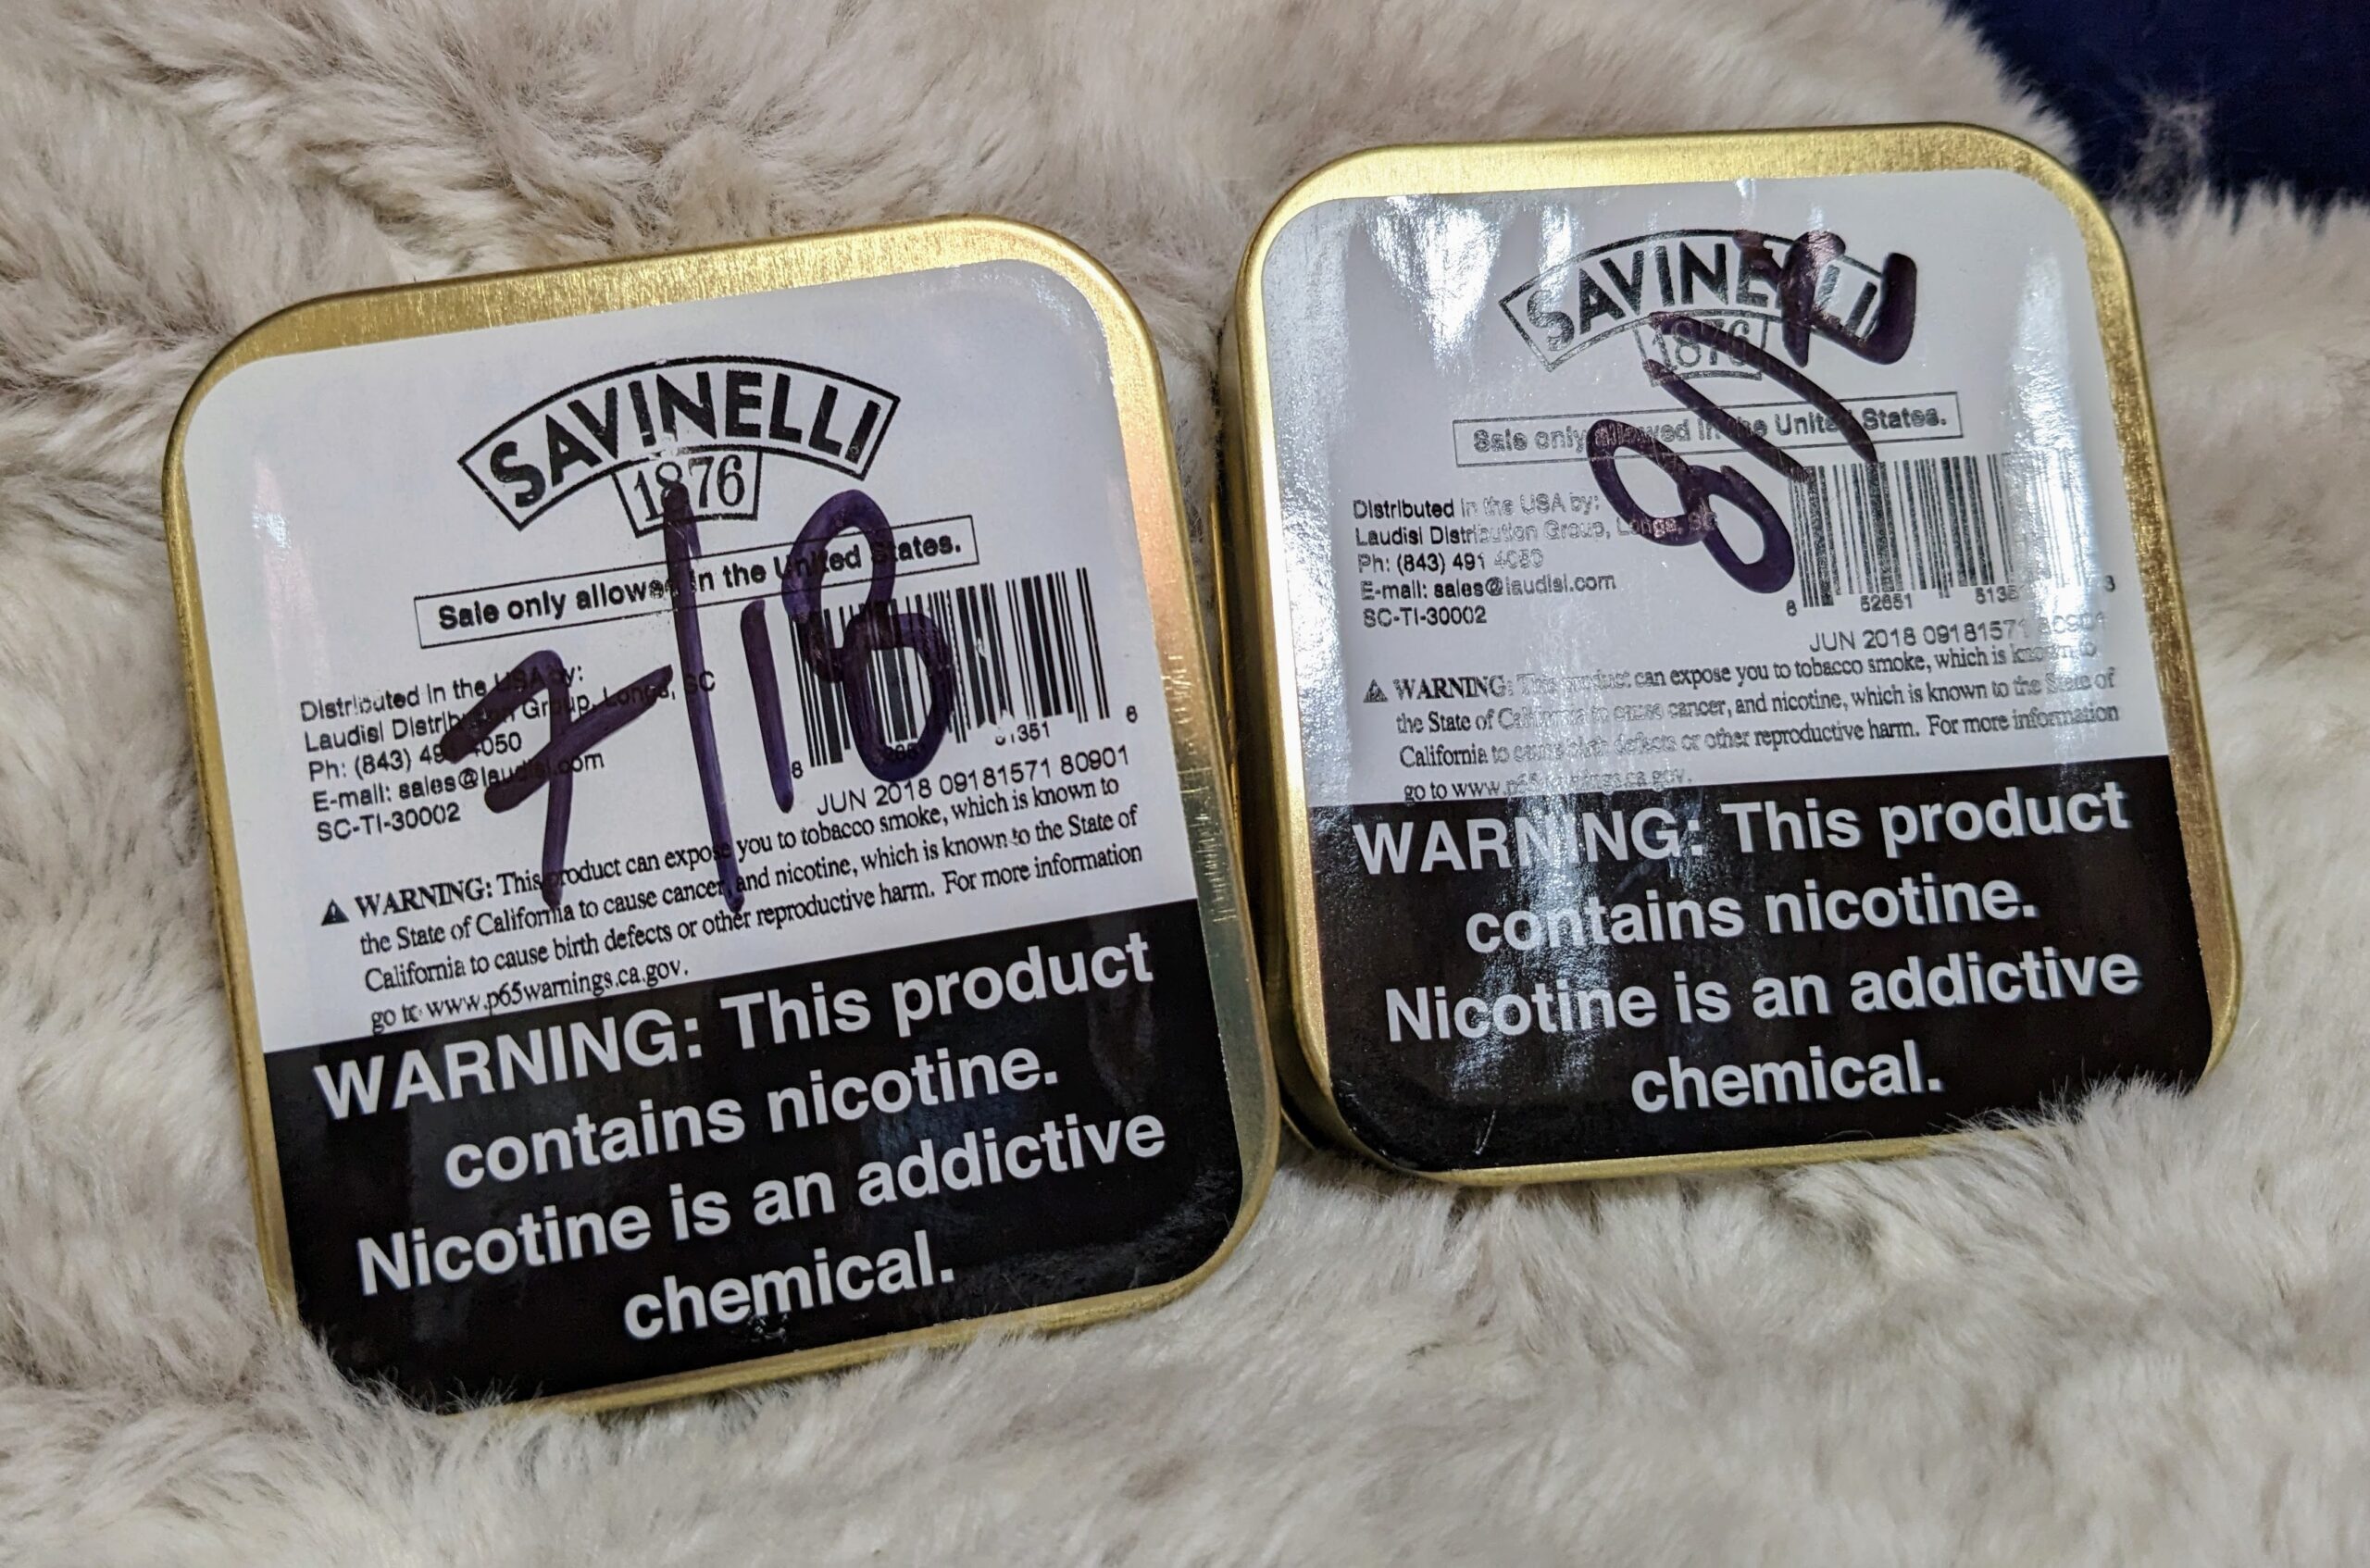 SAVINELLI
1876
Sale only allowed in the United States.
Distributed in the USA by:
Laudisi Distribution Group, Longs, SC
Ph: (843) 49 4050
E-mail: sales@laudisi.com
SC-TI-30002
7/18
8 51351 6
JUN 2018 09181571 80901
WARNING: This product can expose you to tobacco smoke, which is known to
the State of California to cause cancer, and nicotine, which is known to the State of
California to cause birth defects or other reproductive harm. For more information
go to www.p65warnings.ca.gov.
WARNING: This product
contains nicotine.
Nicotine is an addictive
chemical.
SAVINELLI
1876
Sale only allowed in the United States.
Distributed in the USA by:
Laudisi Distribution Group, Longs, SC
Ph: (843) 491 4050
E-mail: sales@laudisi.com
SC-TI-30002
7/18
8 52651 3
JUN 2018 09181571 80901
WARNING: This product can expose you to tobacco smoke, which is known to
the State of California to cause cancer, and nicotine, which is known to the State of
California to cause birth defects or other reproductive harm. For more information
go to www.p65warnings.ca.gov.
WARNING: This product
contains nicotine.
Nicotine is an addictive
chemical.